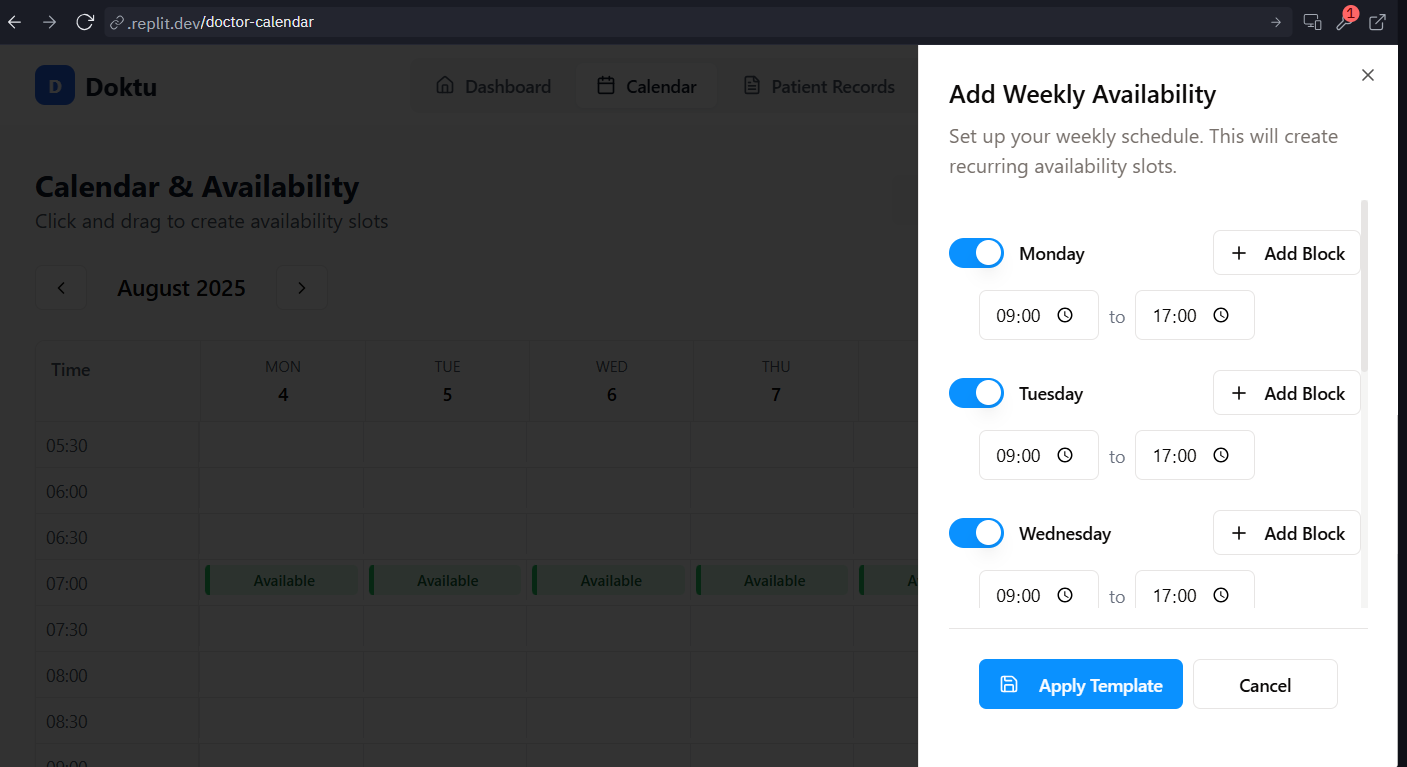 .replit.dev/doctor-calendar
1
D Doktu
Dashboard
Calendar
Patient Records
Calendar & Availability
Click and drag to create availability slots
August 2025
Time MON TUE WED THU
4 5 6 7
05:30
06:00
06:30
07:00 Available Available Available Available A
07:30
08:00
08:30
09:00
Add Weekly Availability
Set up your weekly schedule. This will create
recurring availability slots.
Monday + Add Block
09:00 to 17:00
Tuesday + Add Block
09:00 to 17:00
Wednesday + Add Block
09:00 to 17:00
Apply Template Cancel